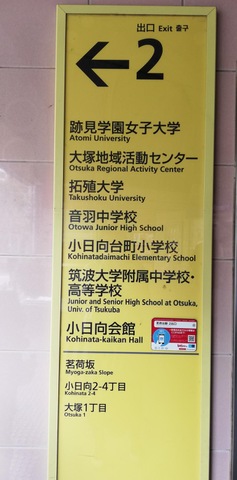 出口 Exit 출구
←2
跡見学園女子大学
Atomi University
大塚地域活動センター
Otsuka Regional Activity Center
拓殖大学
Takushoku University
音羽中学校
Otowa Junior High School
小日向台町小学校
Kohinatadaimachi Elementary School
筑波大学附属中学校・
高等学校
Junior and Senior High School at Otsuka,
Univ. of Tsukuba
小日向会館
Kohinata-kaikan Hall
茗荷坂
Myoga-zaka Slope
小日向2-4丁目
Kohinata 2-4
大塚1丁目
Otsuka 1